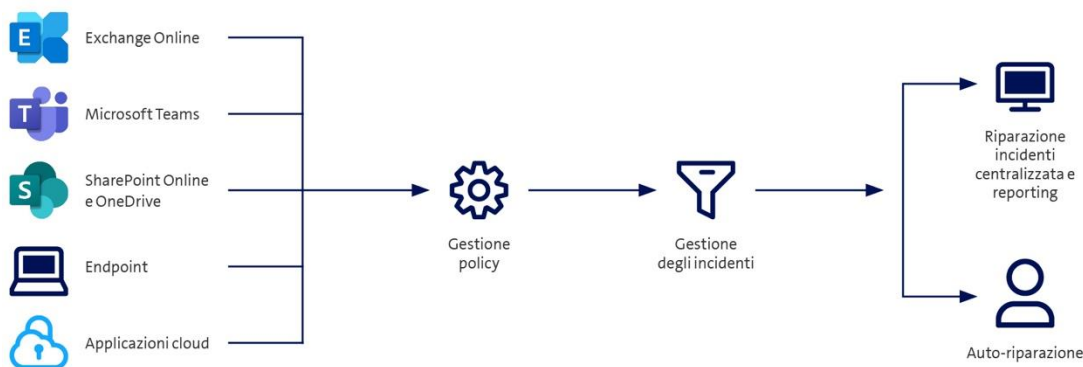 E
Exchange Online
T
Microsoft Teams
S
SharePoint Online
e OneDrive
Endpoint
Applicazioni cloud
Gestione
policy
Gestione
degli incidenti
Riparazione
incidenti
centralizzata e
reporting
Auto-riparazione